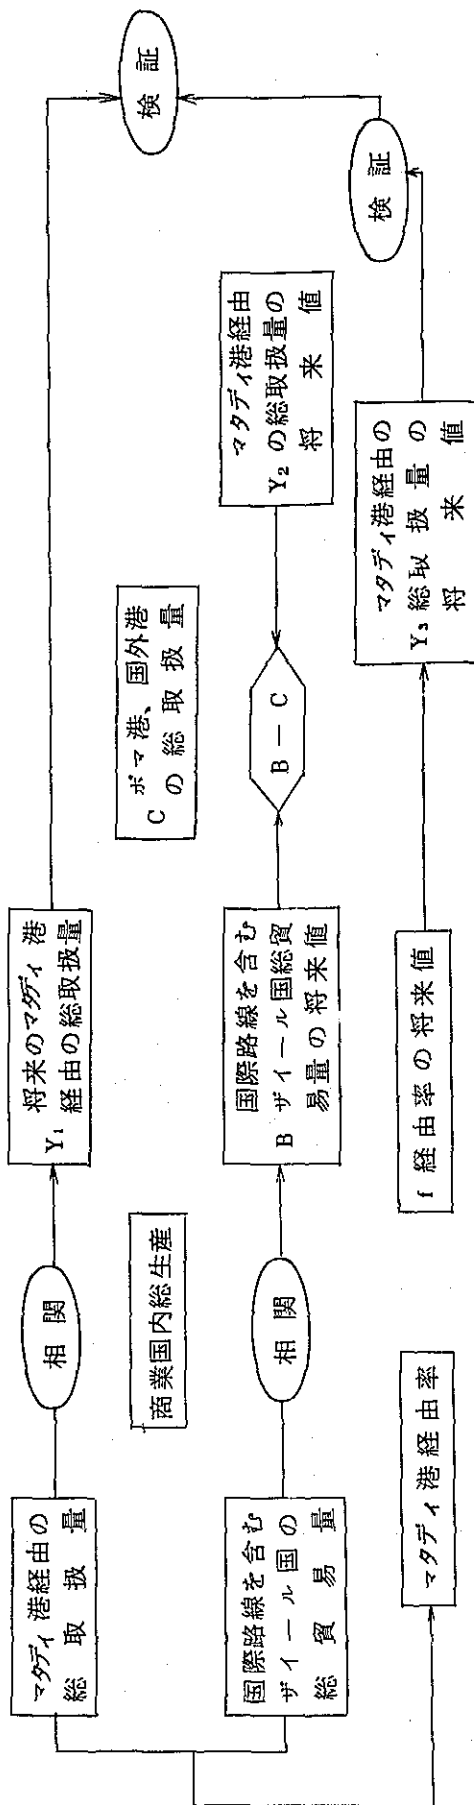 マタディ港経由の
総取扱量
相関
将来のマタディ港
Y₁ 経由の総取扱量
検証
商業国内総生産
ボマ港、国外港
C の総取扱量
国際路線を含む
ザイール国の
総貿易量
相関
国際路線を含む
B ザイール国総貿
易量の将来値
B－C
マタディ港経由
Y₂ の総取扱量の
将来値
検証
マタディ港経由率
f 経由率の将来値
マタディ港経由の
Y₃ 総取扱量の
将来値